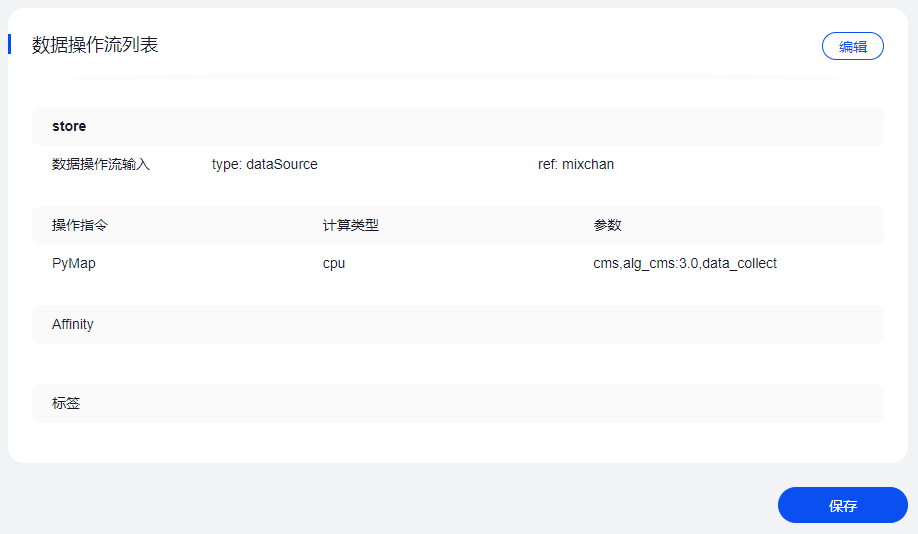 数据操作流列表
编辑
store
数据操作流输入 type: dataSource ref: mixchan
操作指令 计算类型 参数
PyMap cpu cms,alg_cms:3.0,data_collect
Affinity
标签
保存